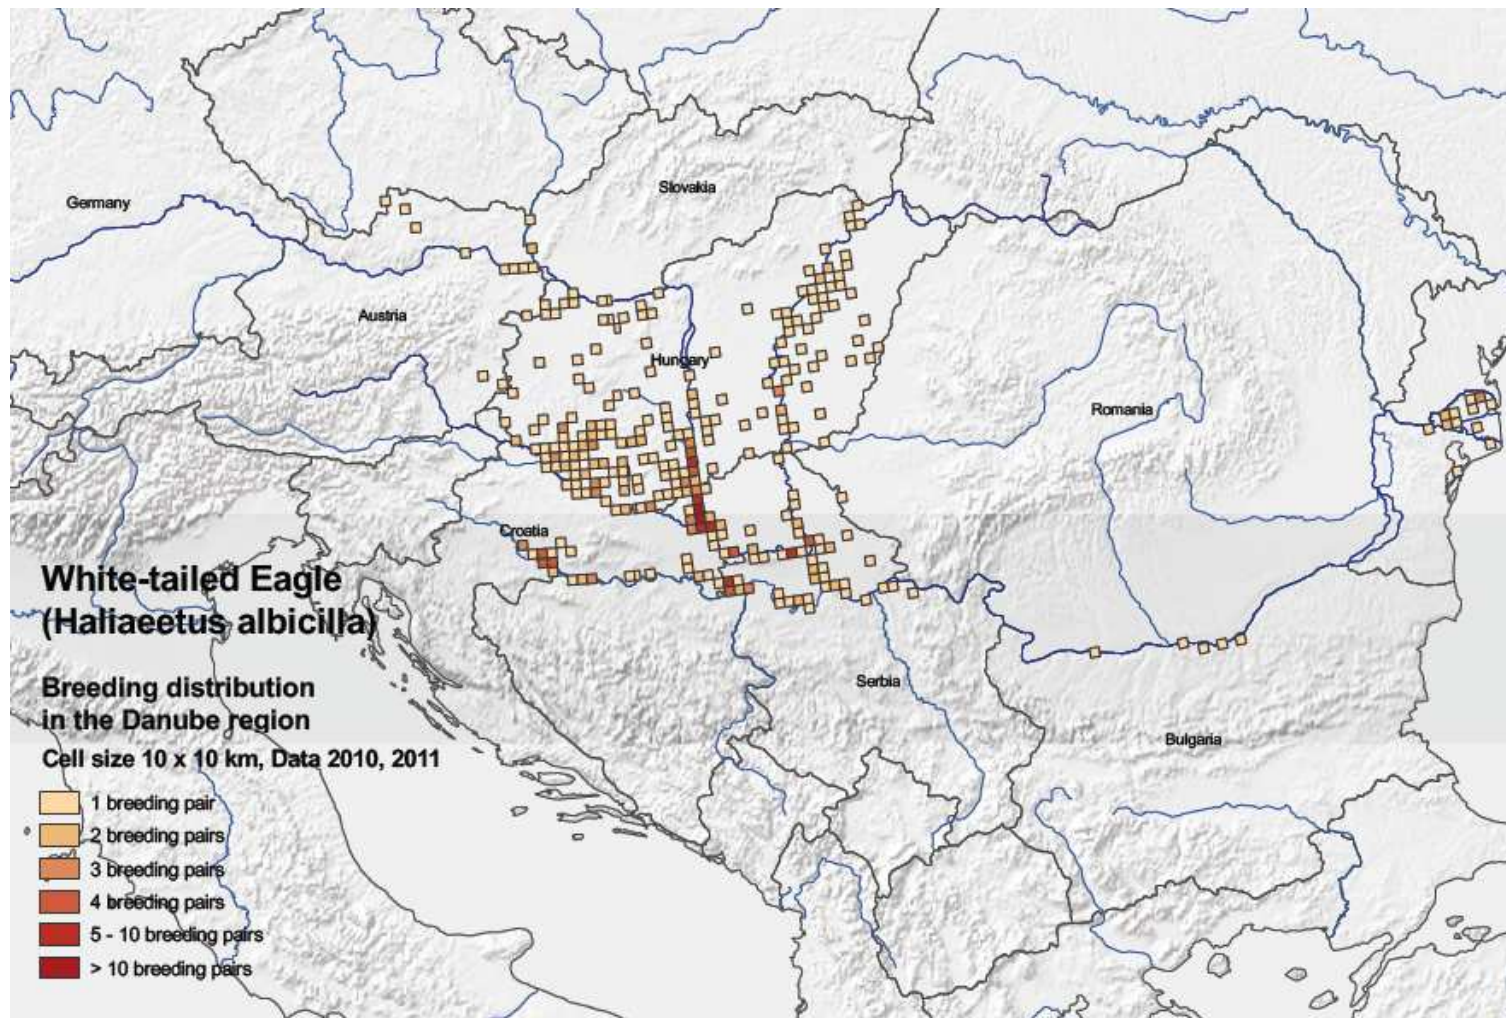 Slovakia
Germany
Austria
Hungary
Romania
Croatia
White-tailed Eagle
(Haliaeetus albicilla)
Serbia
Breeding distribution
in the Danube region
Bulgaria
Cell size 10 x 10 km, Data 2010, 2011
1 breeding pair
2 breeding pairs
3 breeding pairs
4 breeding pairs
5 - 10 breeding pairs
> 10 breeding pairs